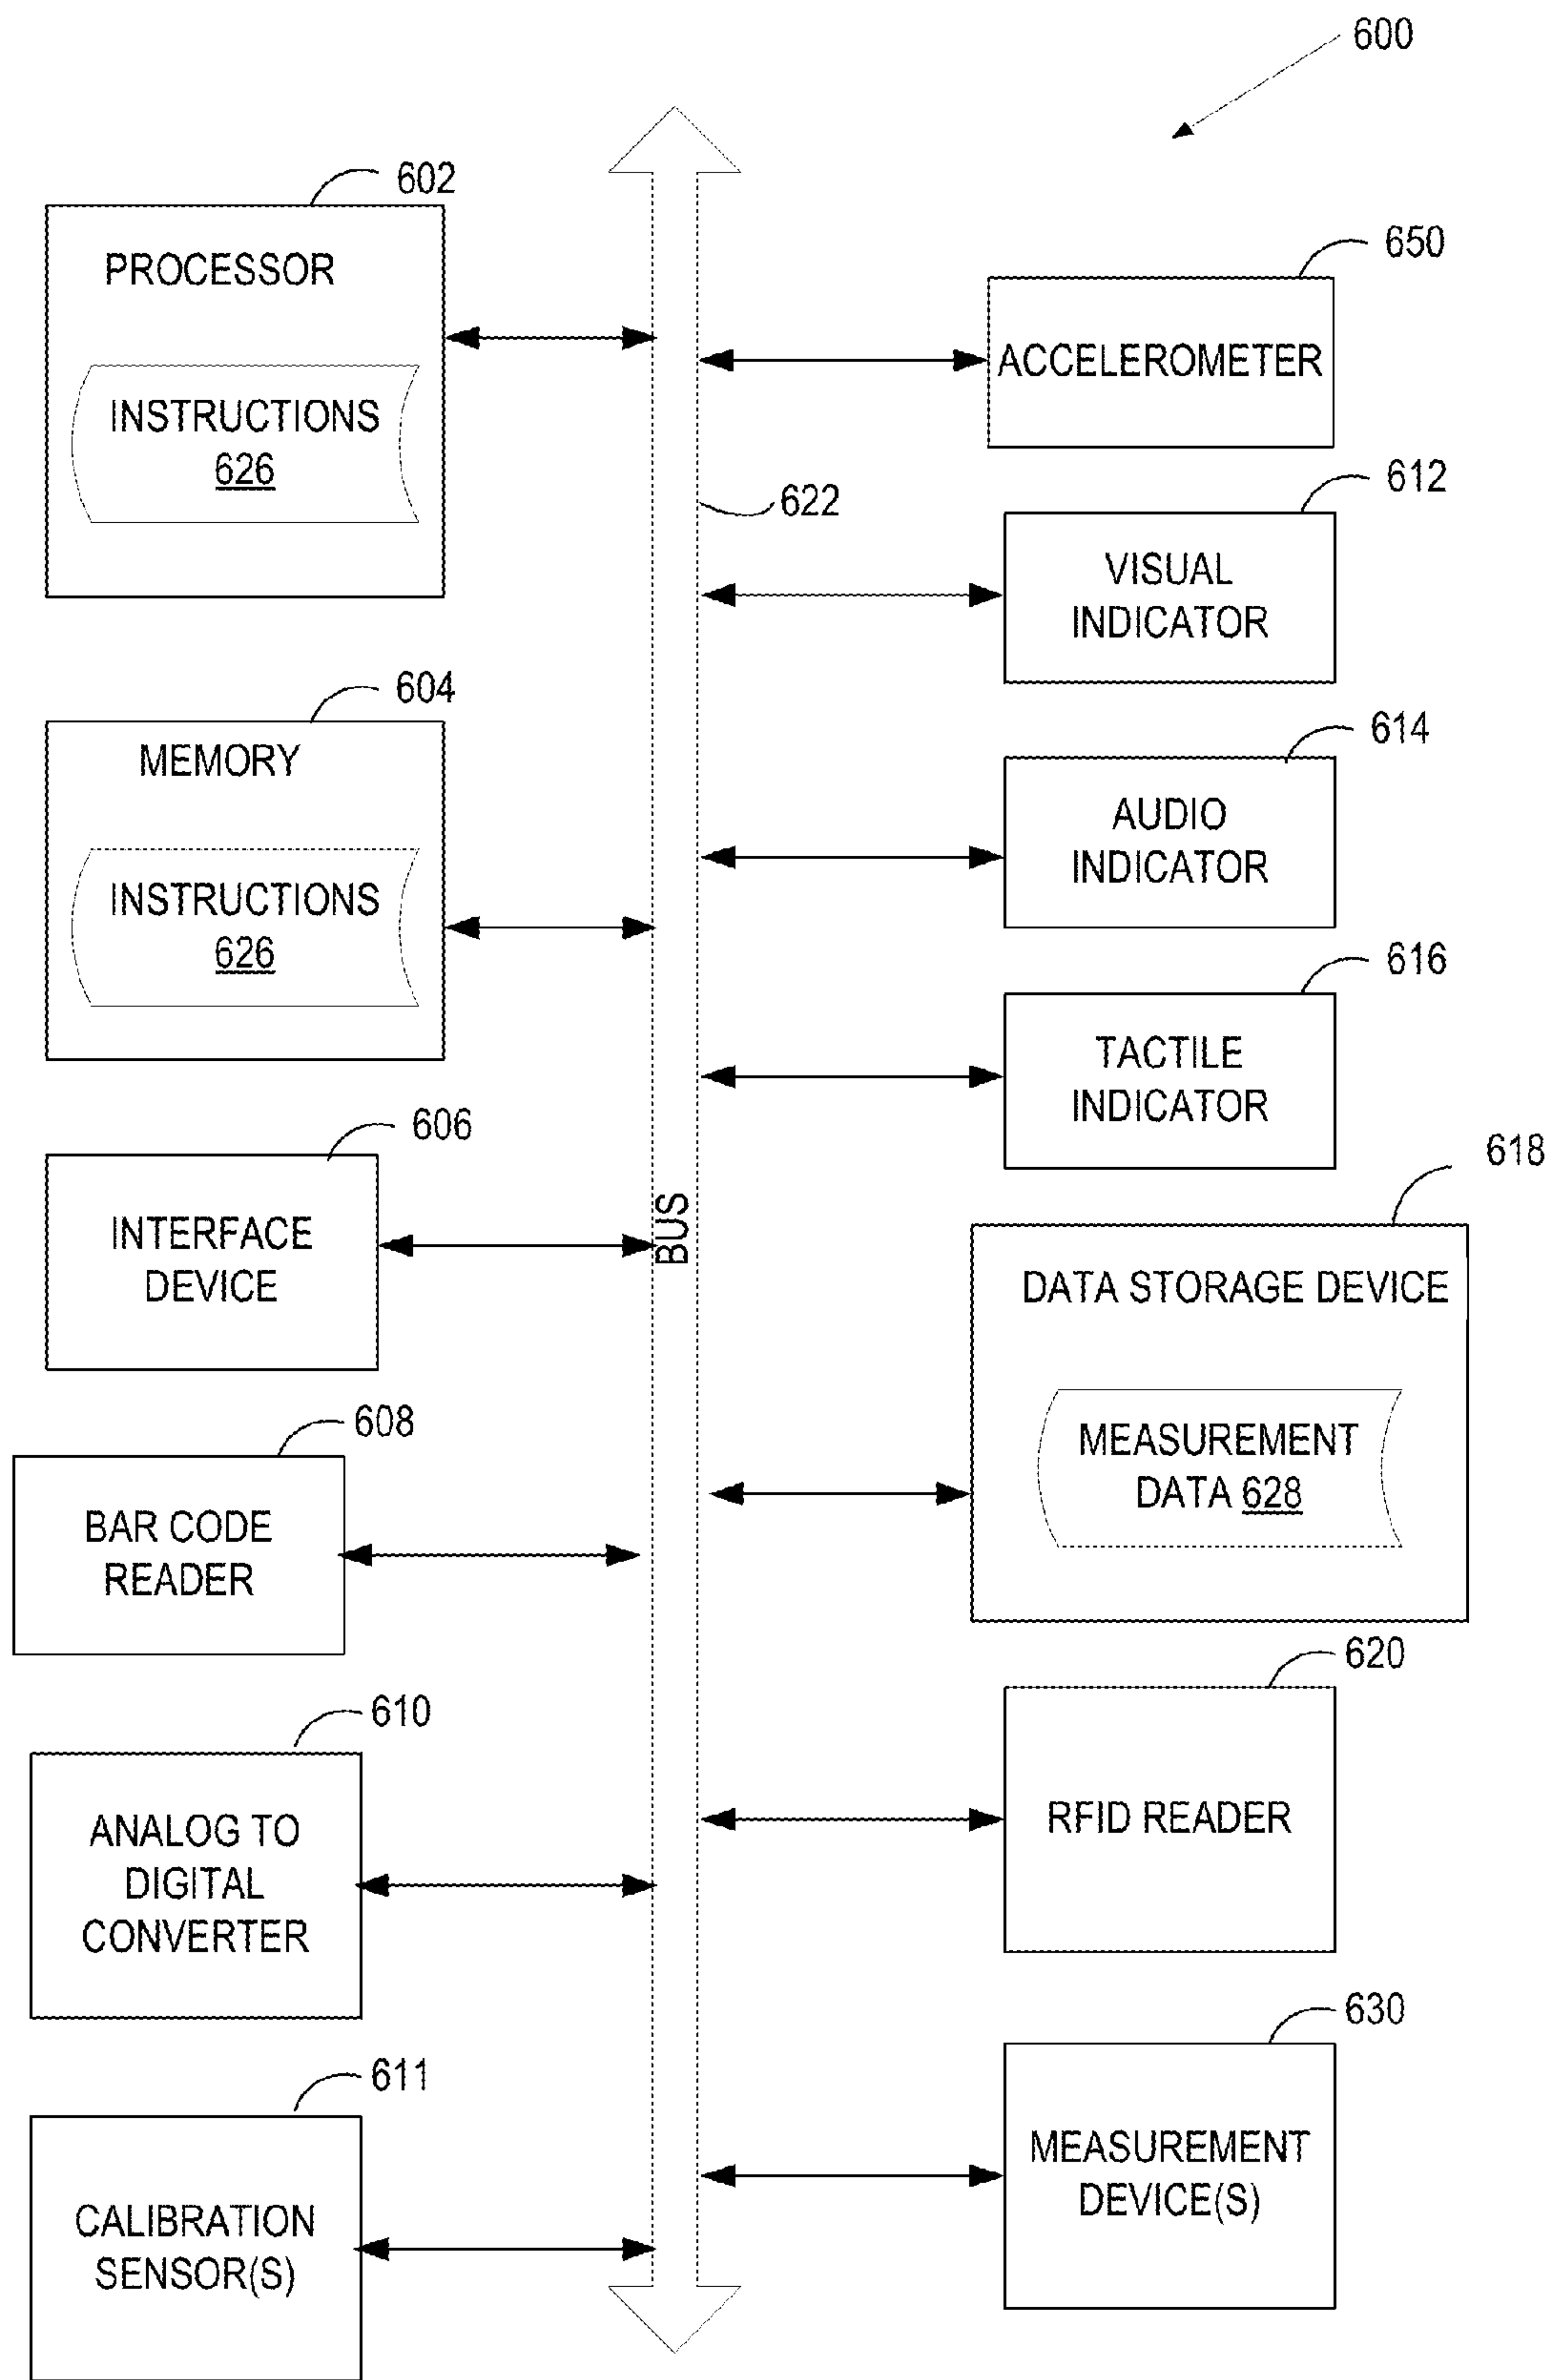 600
602
PROCESSOR
INSTRUCTIONS
626
650
ACCELEROMETER
622
612
VISUAL
INDICATOR
604
MEMORY
INSTRUCTIONS
626
614
AUDIO
INDICATOR
616
TACTILE
INDICATOR
606
INTERFACE
DEVICE
BUS
618
DATA STORAGE DEVICE
MEASUREMENT
DATA 628
608
BAR CODE
READER
620
RFID READER
610
ANALOG TO
DIGITAL
CONVERTER
630
MEASUREMENT
DEVICE(S)
611
CALIBRATION
SENSOR(S)